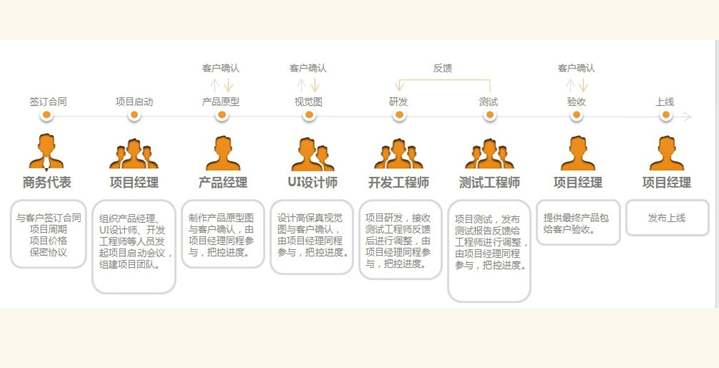 客户确认
客户确认
反馈
客户确认
签订合同
项目启动
产品原型
视觉图
研发
测试
验收
上线
商务代表
项目经理
产品经理
UI设计师
开发工程师
测试工程师
项目经理
项目经理
与客户签订合同
项目周期
项目价格
保密协议
组织产品经理、
UI设计师、开发
工程师等人员发
起项目启动会议，
组建项目团队。
制作产品原型图
与客户确认，由
项目经理同程参
与，把控进度。
设计高保真视觉
图与客户确认，
由项目经理同程
参与，把控进度。
项目研发，接收
测试工程师反馈
后进行调整，由
项目经理同程参
与，把控进度。
项目测试，发布
测试报告反馈给
工程师进行调整，
由项目经理同程
参与，把控进度。
提供最终产品包
给客户验收。
发布上线